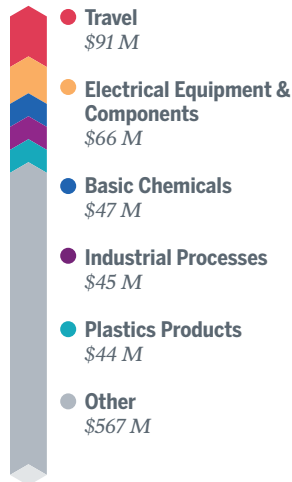 Travel
$91 M
Electrical Equipment &
Components
$66 M
Basic Chemicals
$47 M
Industrial Processes
$45 M
Plastics Products
$44 M
Other
$567 M